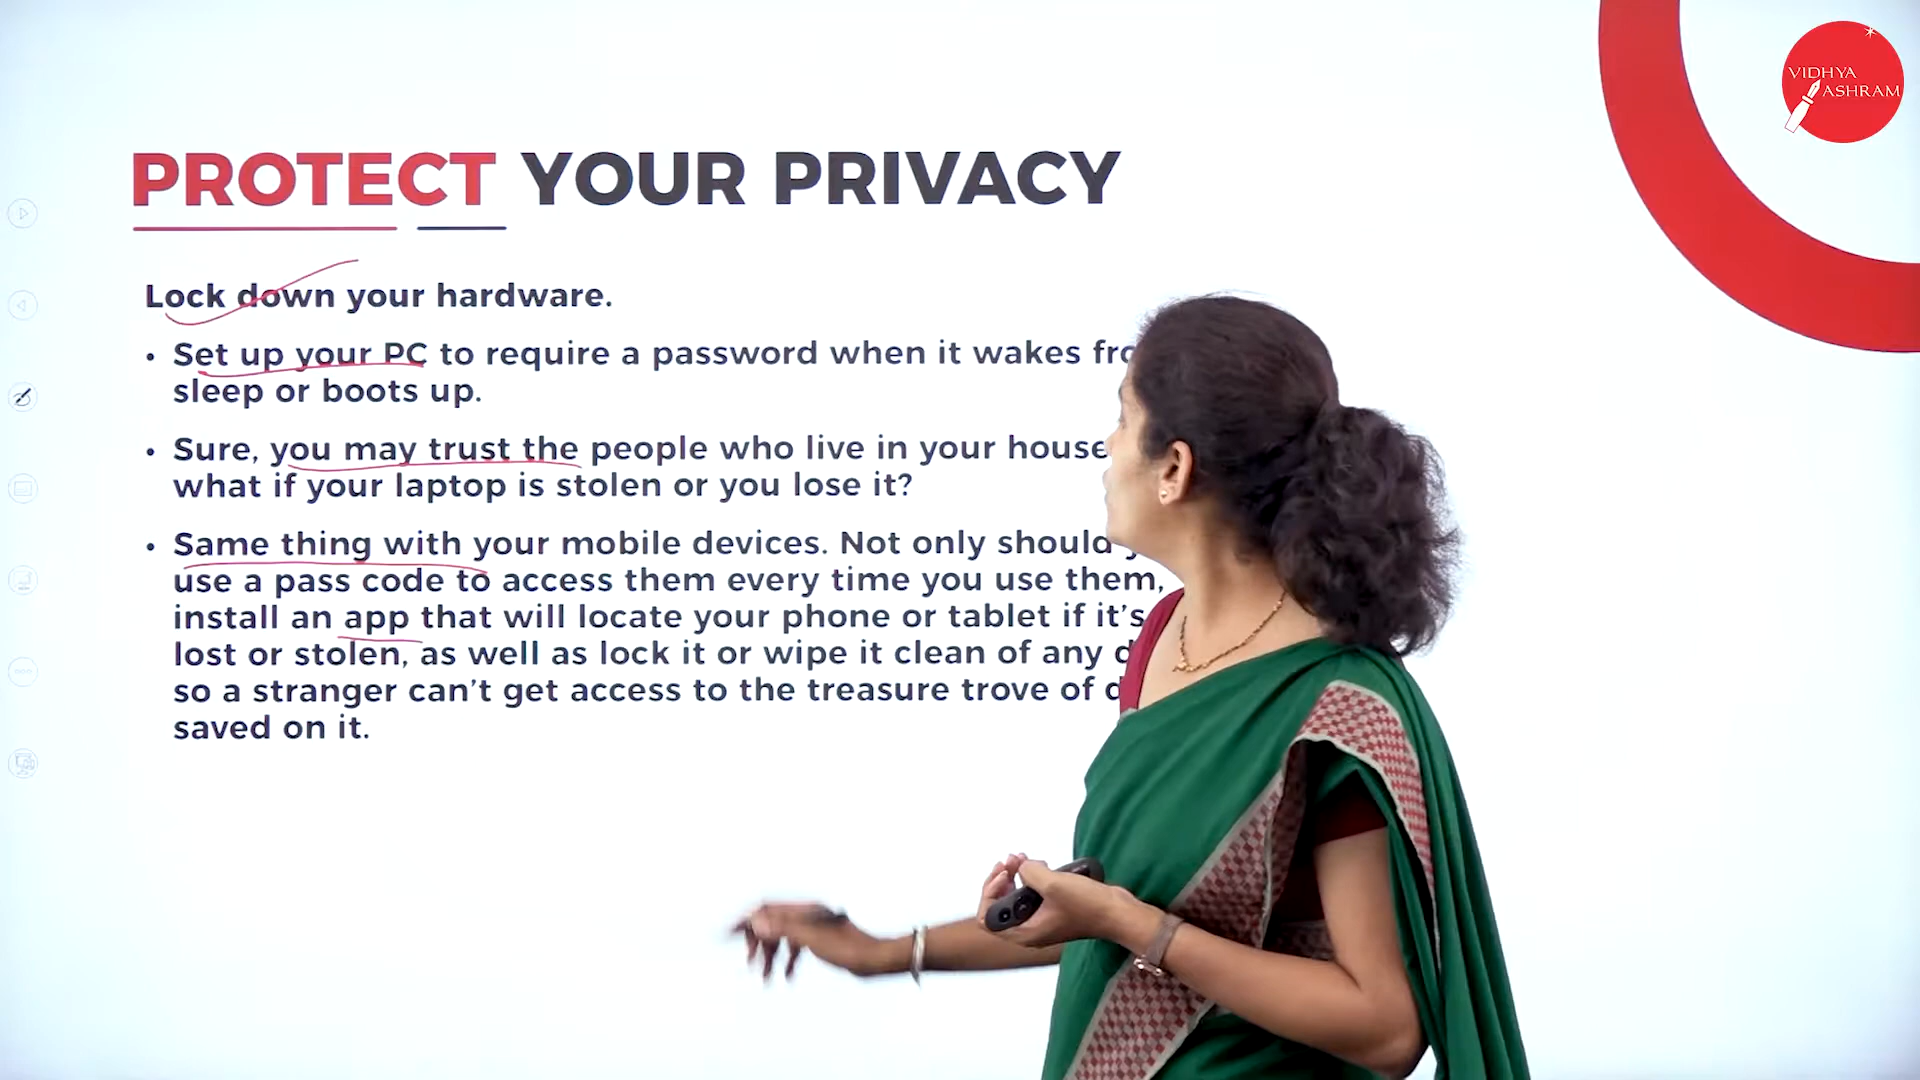 VIDHYA
ASHRAM
PROTECT YOUR PRIVACY
Lock down your hardware.
• Set up your PC to require a password when it wakes
sleep or boots up.
• Sure, you may trust the people who live in your house
what if your laptop is stolen or you lose it?
• Same thing with your mobile devices. Not only should
use a pass code to access them every time you use them,
install an app that will locate your phone or tablet if it's
lost or stolen, as well as lock it or wipe it clean of any
so a stranger can't get access to the treasure trove of
saved on it.